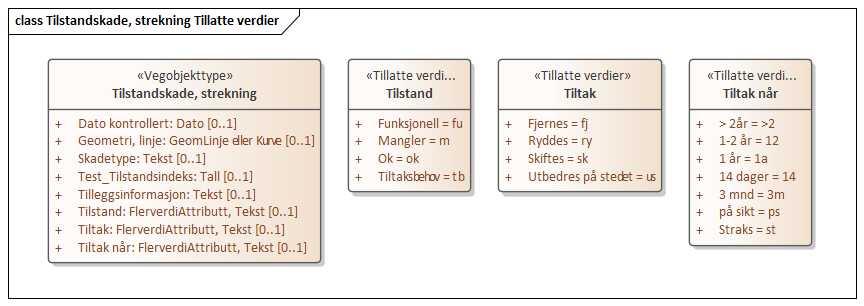 class Tilstandskade, strekning Tillatte verdier
«Vegobjekttype»
Tilstandskade, strekning
+ Dato kontrollert: Dato [0..1]
+ Geometri, linje: GeomLinje eller Kurve [0..1]
+ Skadetype: Tekst [0..1]
+ Test_Tilstandsindeks: Tall [0..1]
+ Tilleggsinformasjon: Tekst [0..1]
+ Tilstand: FlerverdiAttributt, Tekst [0..1]
+ Tiltak: FlerverdiAttributt, Tekst [0..1]
+ Tiltak når: FlerverdiAttributt, Tekst [0..1]
«Tillatte verdi...
Tilstand
+ Funksjonell = fu
+ Mangler = m
+ Ok = ok
+ Tiltaksbehov = tb
«Tillatte verdier»
Tiltak
+ Fjernes = fj
+ Ryddes = ry
+ Skiftes = sk
+ Utbedres på stedet = us
«Tillatte verdi...
Tiltak når
+ > 2år = >2
+ 1-2 år = 12
+ 1 år = 1a
+ 14 dager = 14
+ 3 mnd = 3m
+ på sikt = ps
+ Straks = st